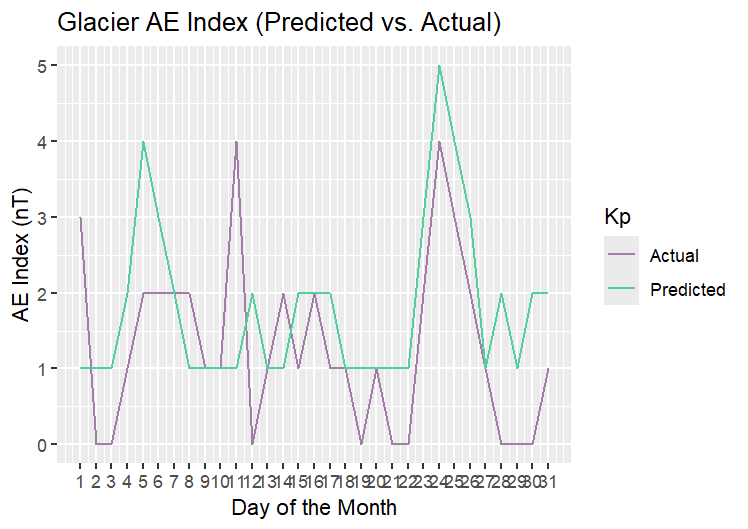 Glacier AE Index (Predicted vs. Actual)
5
4
3
2
1
0
AE Index (nT)
1 2 3 4 5 6 7 8 9 10 11 12 13 14 15 16 17 18 19 20 21 22 23 24 25 26 27 28 29 30 31
Day of the Month
Kp
Actual
Predicted